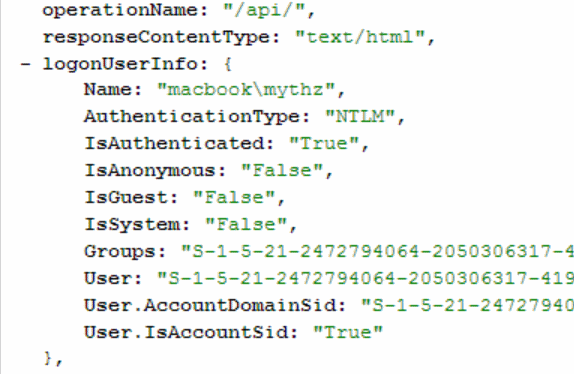 operationName: "/api/",
responseContentType: "text/html",
- logonUserInfo: {
Name: "macbook\mythz",
AuthenticationType: "NTLM",
IsAuthenticated: "True",
IsAnonymous: "False",
IsGuest: "False",
IsSystem: "False",
Groups: "S-1-5-21-2472794064-2050306317-4
User: "S-1-5-21-2472794064-2050306317-419
User.AccountDomainSid: "S-1-5-21-24727940
User.IsAccountSid: "True"
},